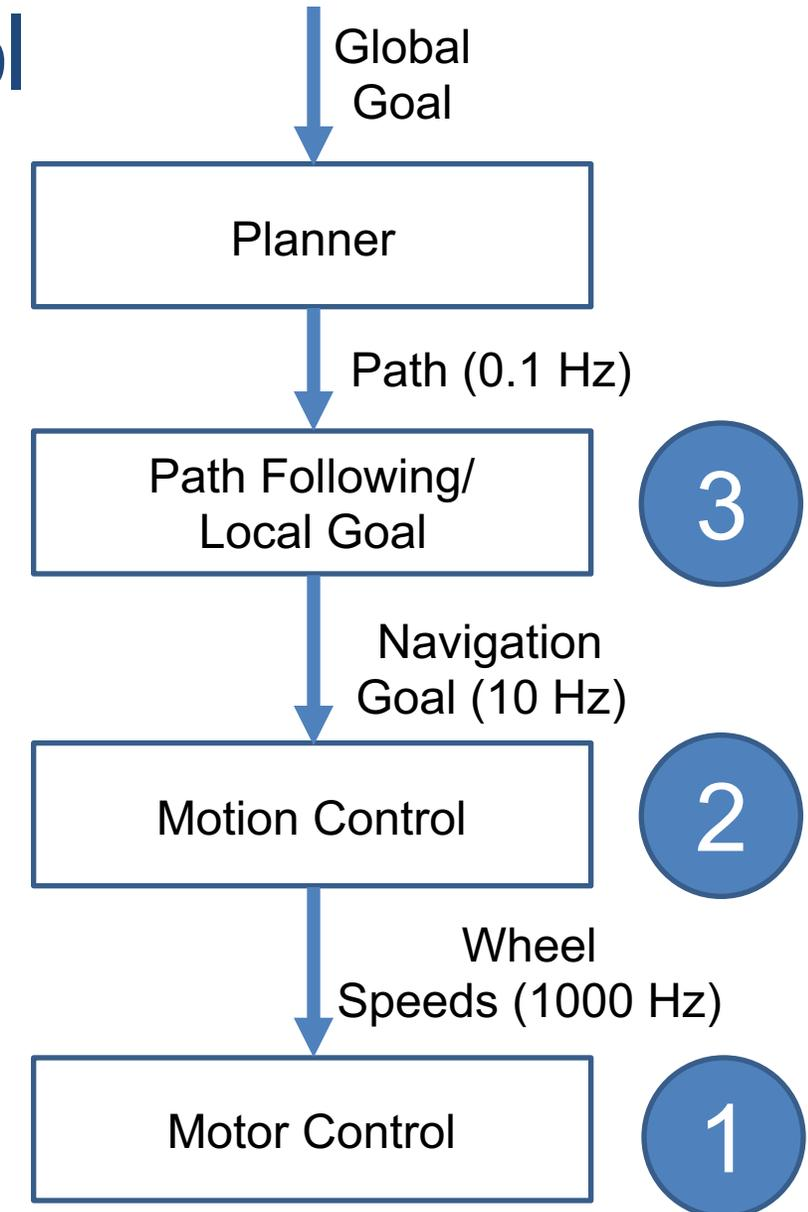 Global
Goal
Planner
Path (0.1 Hz)
Path Following/
Local Goal
3
Navigation
Goal (10 Hz)
Motion Control
2
Wheel
Speeds (1000 Hz)
Motor Control
1